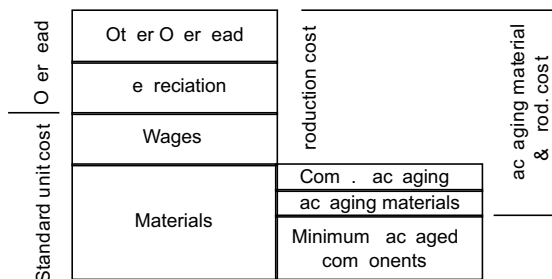 Ot er O er ead
e reciation
Wages
Materials
Com . ac aging
ac aging materials
Minimum ac aged
com onents
O er ead
Standard unit cost
roduction cost
ac aging material
& rod. cost